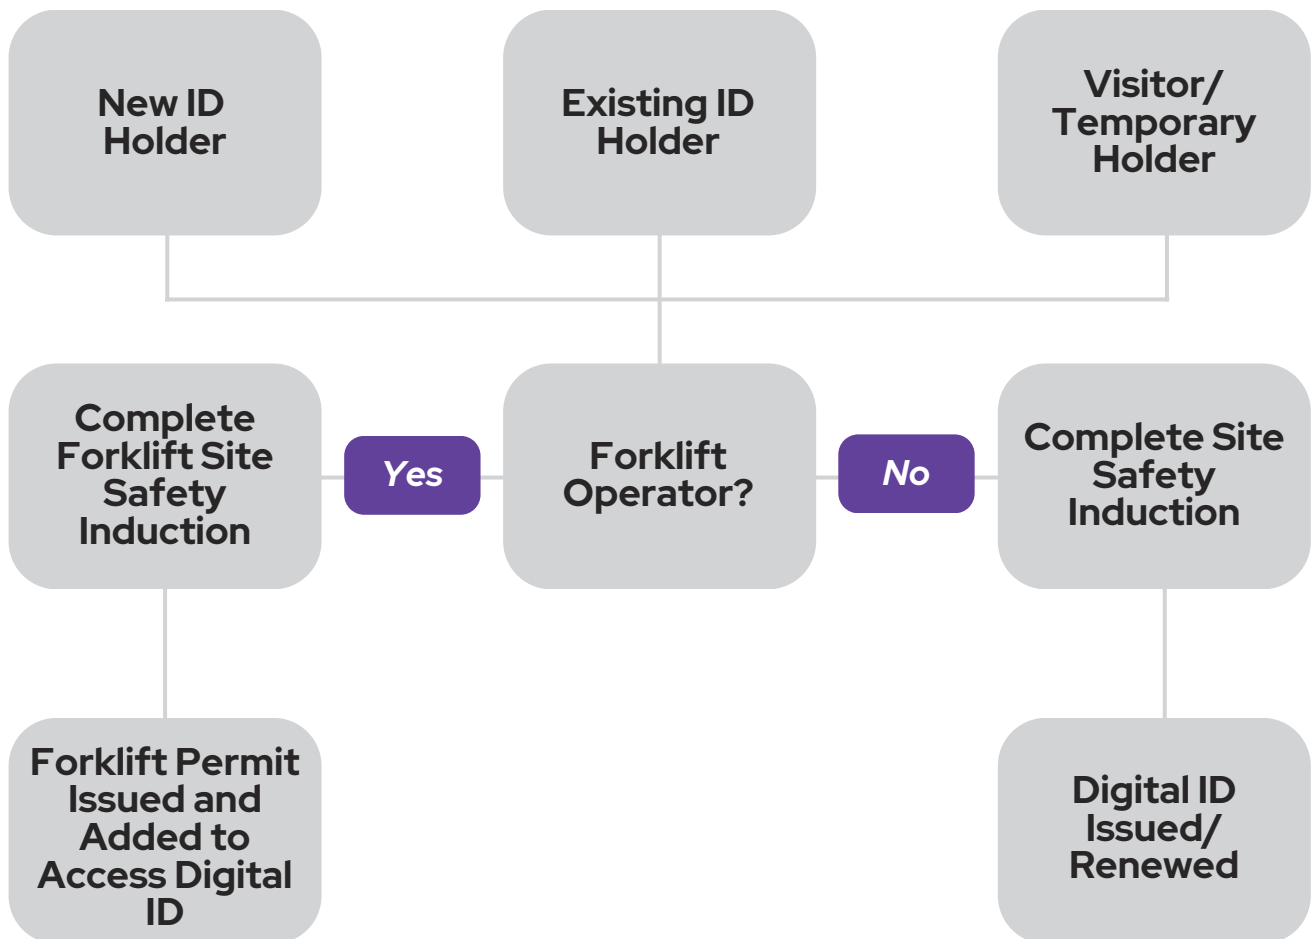 New ID
Holder
Existing ID
Holder
Visitor/
Temporary
Holder
Complete
Forklift Site
Safety
Induction
Yes
Forklift
Operator?
No
Complete Site
Safety
Induction
Forklift Permit
Issued and
Added to
Access Digital
ID
Digital ID
Issued/
Renewed